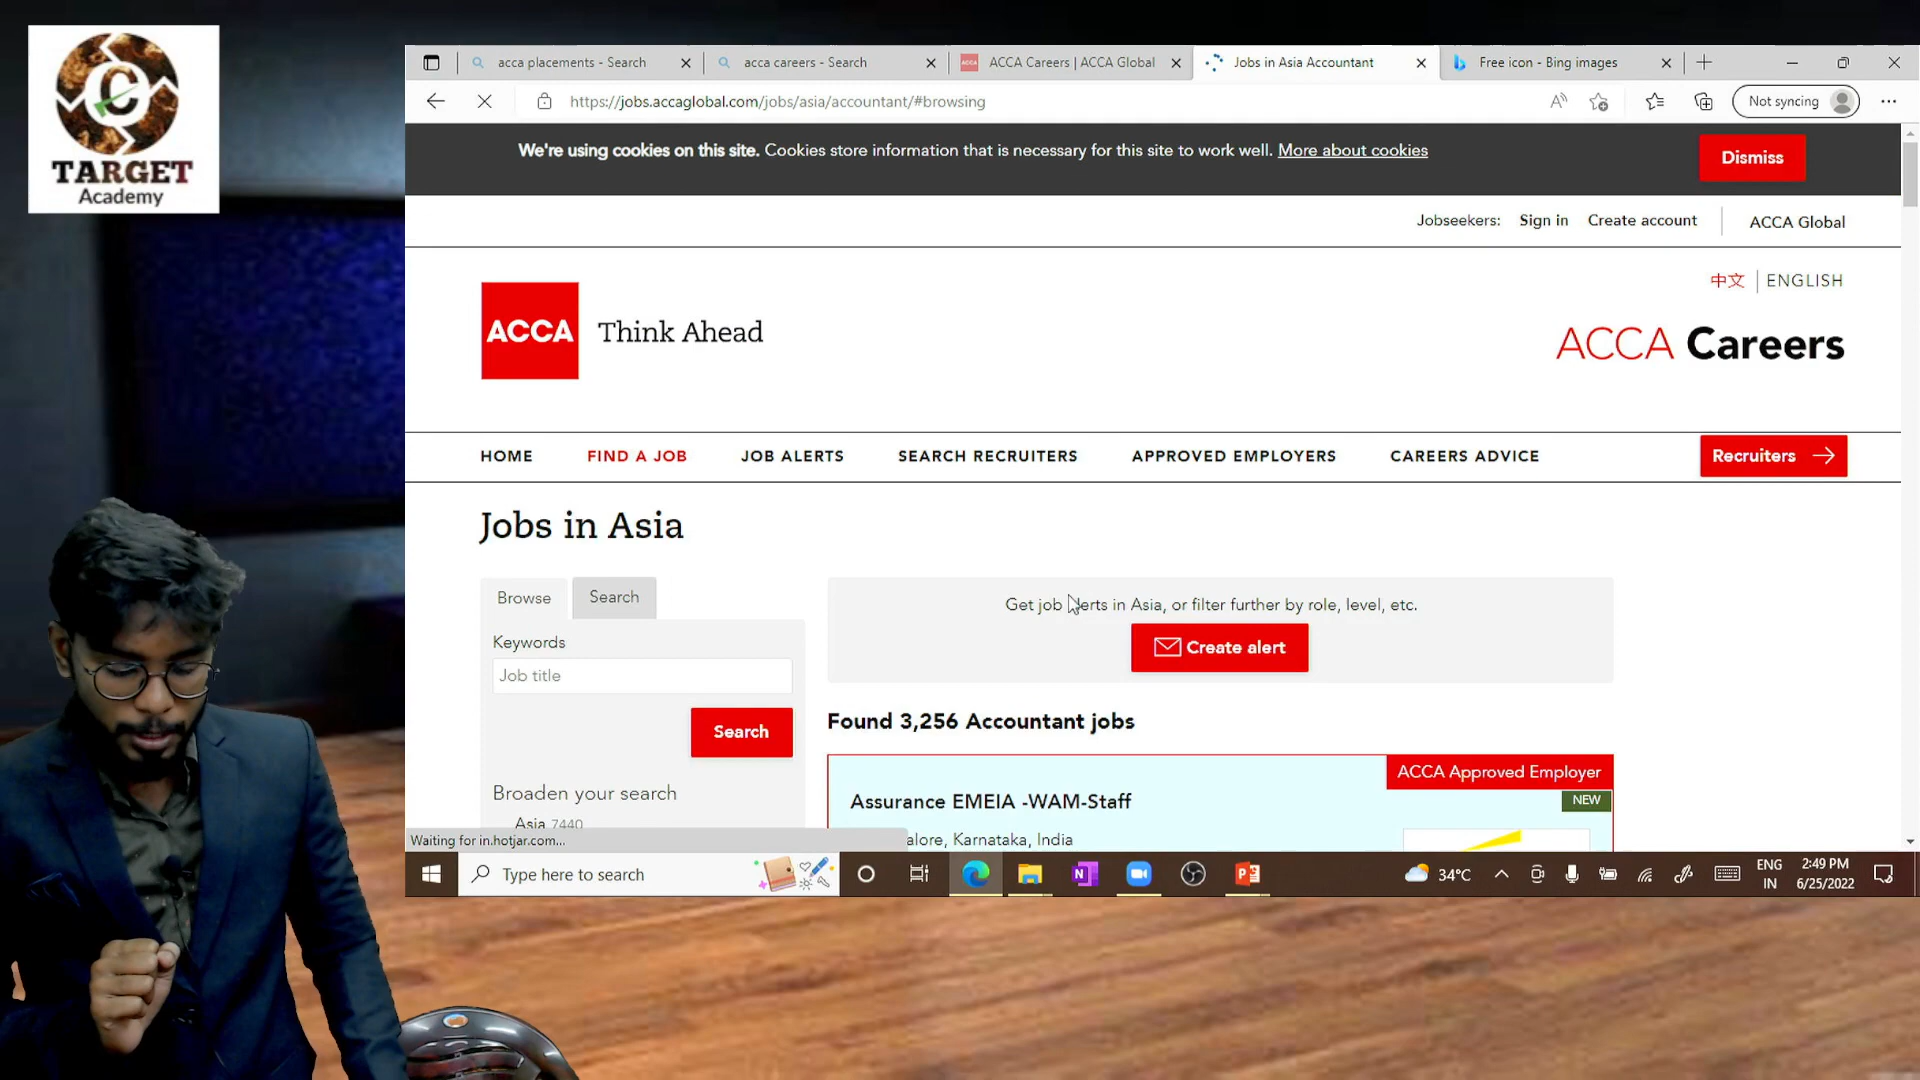 C
TARGET
Academy
acca placements - Search
acca careers - Search
ACCA Careers | ACCA Global
Jobs in Asia Accountant
Free icon - Bing images
https://jobs.accaglobal.com/jobs/asia/accountant/#browsing
Not syncing
We're using cookies on this site. Cookies store information that is necessary for this site to work well. More about cookies
Dismiss
Jobseekers: Sign in Create account ACCA Global
中文 ENGLISH
ACCA Think Ahead
ACCA Careers
HOME FIND A JOB JOB ALERTS SEARCH RECRUITERS APPROVED EMPLOYERS CAREERS ADVICE Recruiters
Jobs in Asia
Browse Search
Keywords
Job title
Search
Broaden your search
Asia 7440
Get job alerts in Asia, or filter further by role, level, etc.
Create alert
Found 3,256 Accountant jobs
ACCA Approved Employer
NEW
Assurance EMEIA -WAM-Staff
alore, Karnataka, India
Waiting for in.hotjar.com...
Type here to search
34°C
ENG
IN
2:49 PM
6/25/2022